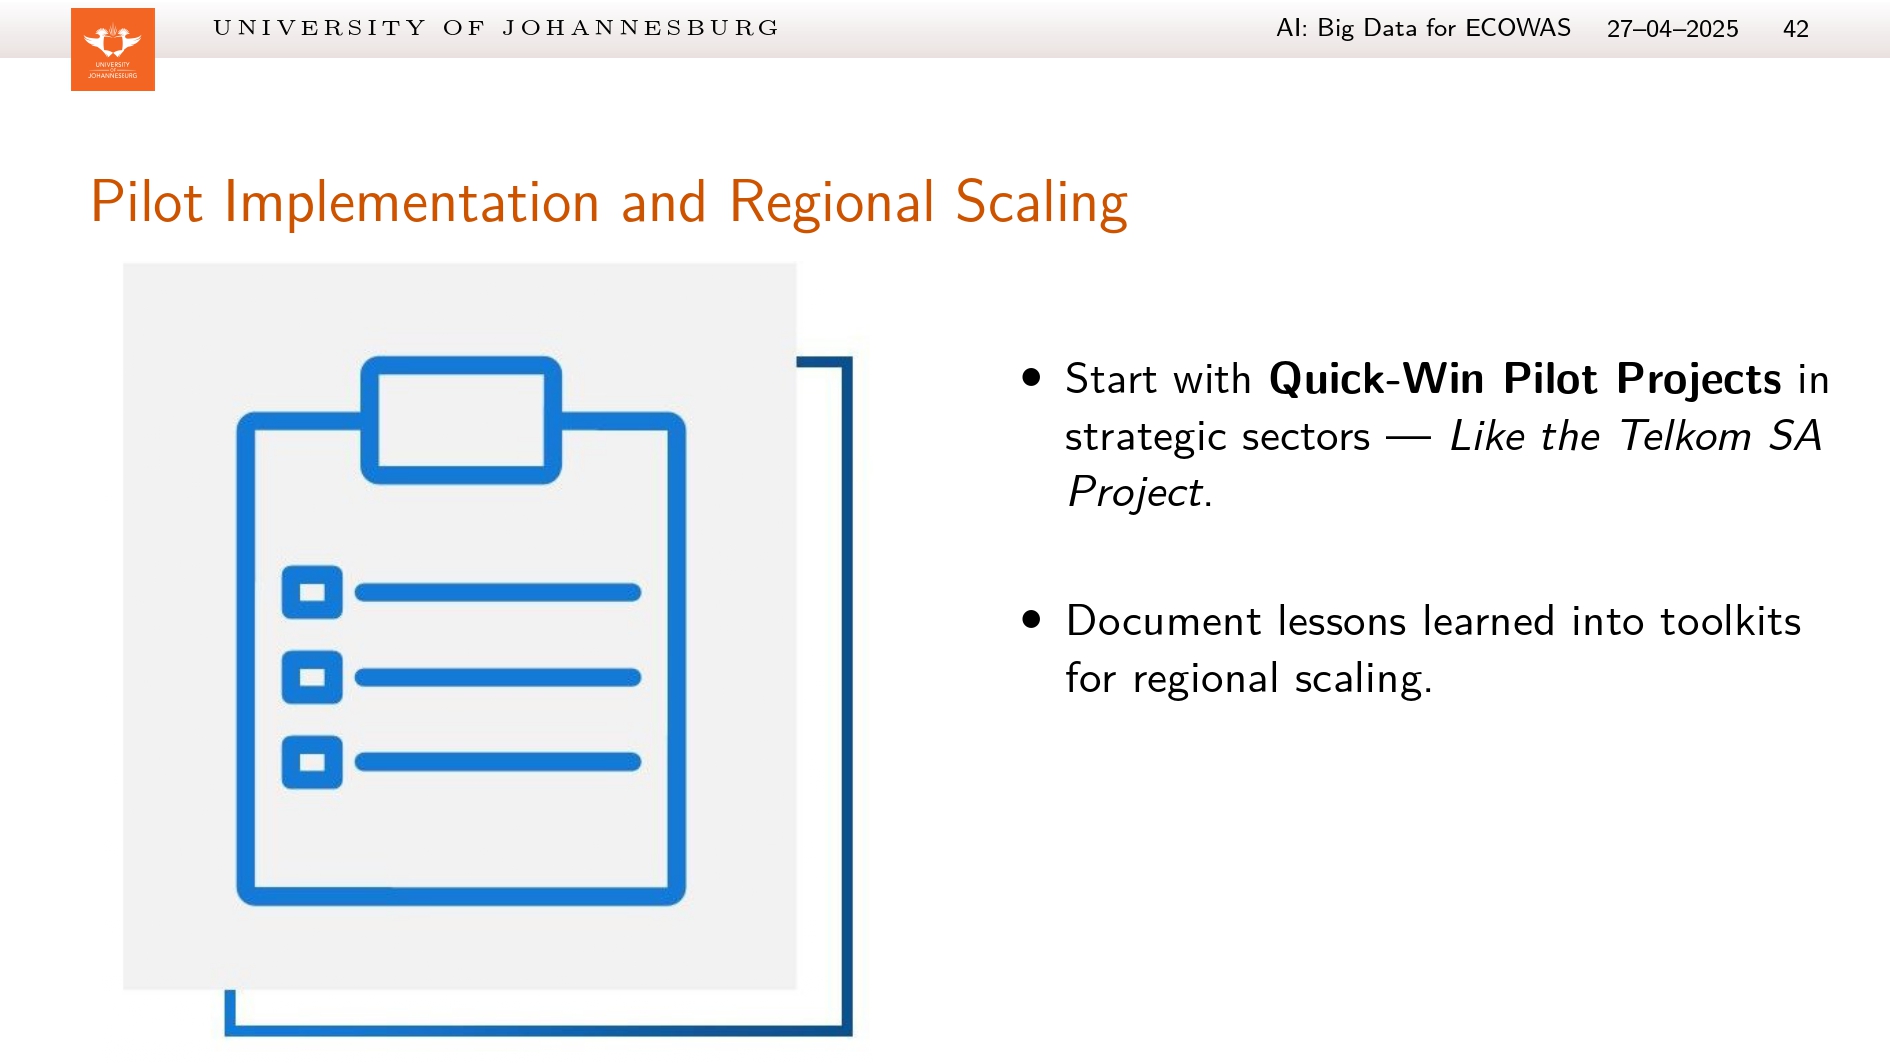 UNIVERSITY OF JOHANNESBURG
AI: Big Data for ECOWAS 27–04–2025 42
UNIVERSITY
OF
JOHANNESBURG
Pilot Implementation and Regional Scaling
• Start with Quick-Win Pilot Projects in
strategic sectors — Like the Telkom SA
Project.
• Document lessons learned into toolkits
for regional scaling.